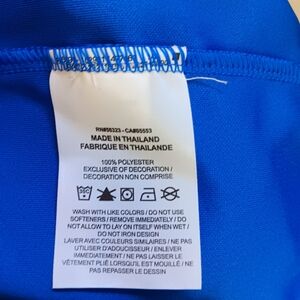 RN#56323 - CA#05553
MADE IN THAILAND
FABRIQUE EN THAILANDE
100% POLYESTER
EXCLUSIVE OF DECORATION /
DECORATION NON COMPRISE
WASH WITH LIKE COLORS / DO NOT USE
SOFTENERS / REMOVE IMMEDIATELY / DO
NOT ALLOW TO LAY ON ITSELF WHEN WET /
DO NOT IRON DESIGN
LAVER AVEC COULEURS SIMILAIRES / NE PAS
UTILISER D'ADOUCISSEUR / ENLEVER
IMMÉDIATEMENT / NE PAS LAISSER LE
VÊTEMENT PLIÉ LORSQU'IL EST MOUILLÉ / NE
PAS REPASSER LE DESSIN